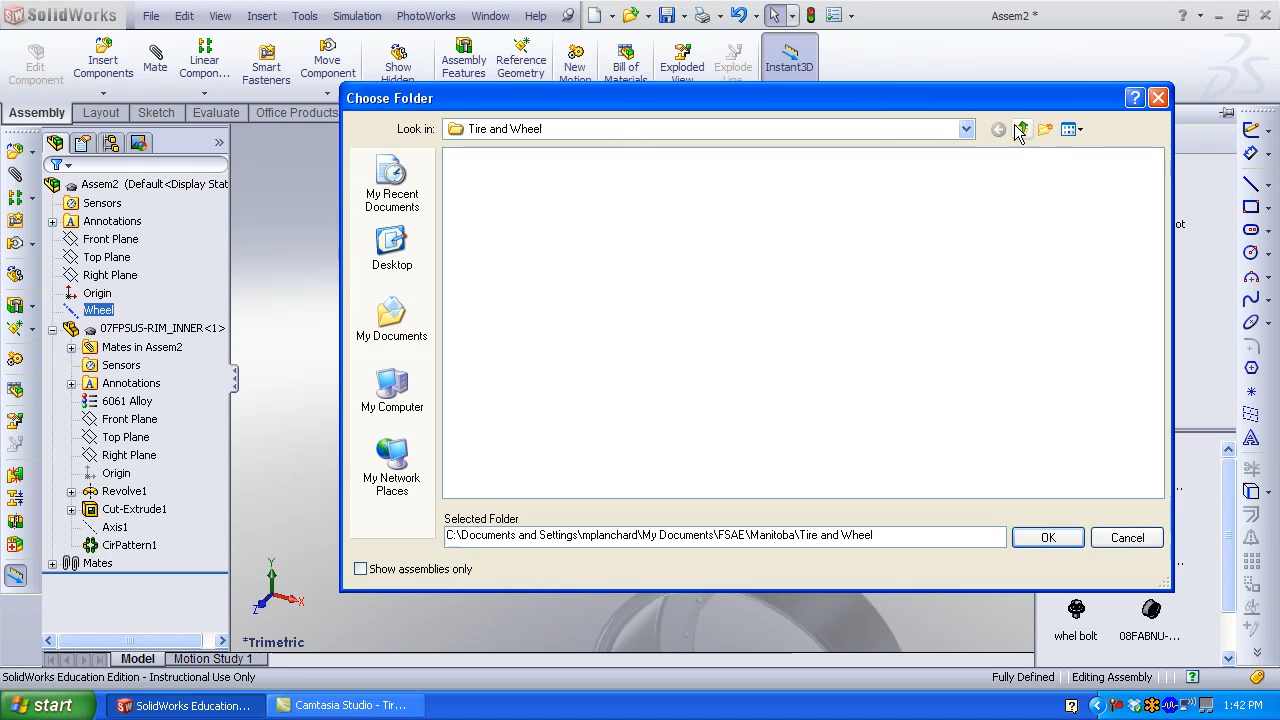 SolidWorks
File
Edit
View
Insert
Tools
Simulation
PhotoWorks
Window
Help
Assem2 *
Edit
Component
Insert
Components
Mate
Linear
Compon...
Smart
Fasteners
Move
Component
Show
Hidden
Assembly
Features
Reference
Geometry
New
Motion
Bill of
Materials
Exploded
View
Explode
Line
Instant3D
Assembly
Layout
Sketch
Evaluate
Office Products
Choose Folder
Look in:
Tire and Wheel
My Recent
Documents
Desktop
My Documents
My Computer
My Network
Places
Selected Folder
C:\Documents and Settings\mplanchard\My Documents\FSAE\Manitoba\Tire and Wheel
OK
Cancel
Show assemblies only
Assem2 (Default<Display Stat
Sensors
Annotations
Front Plane
Top Plane
Right Plane
Origin
Wheel
07FPSUS-RIM_INNER<1>
Mates in Assem2
Sensors
Annotations
6061 Alloy
Front Plane
Top Plane
Right Plane
Origin
Revolve1
Cut-Extrude1
Axis1
CirPattern1
Mates
Y
X
Z
*Trimetric
whel bolt
08FABNU-...
Model
Motion Study 1
SolidWorks Education Edition - Instructional Use Only
Fully Defined
Editing Assembly
start
SolidWorks Education...
Camtasia Studio - Tir...
1:42 PM